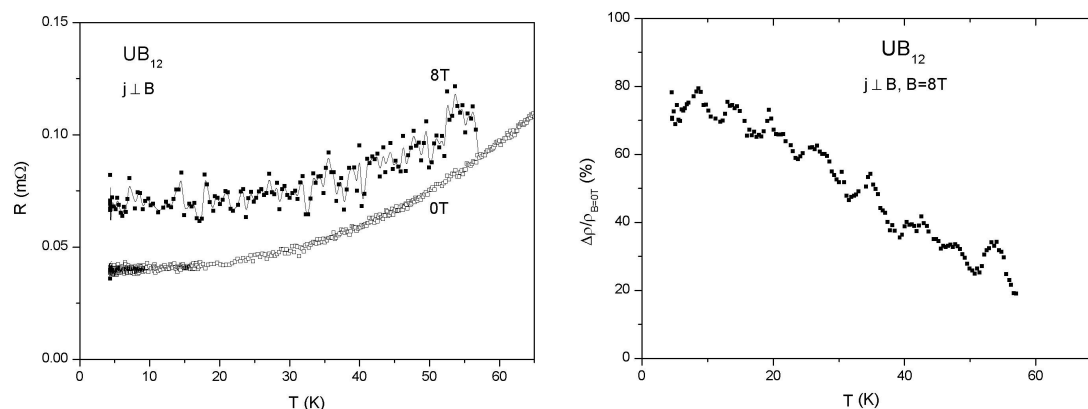 UB₁₂
j ⊥ B
8T
0T
R (mΩ)
0.15
0.10
0.05
0.00
0 10 20 30 40 50 60
T (K)
UB₁₂
j ⊥ B, B=8T
Δρ/ρ_B=0T (%)
100
80
60
40
20
0
0 20 40 60
T (K)